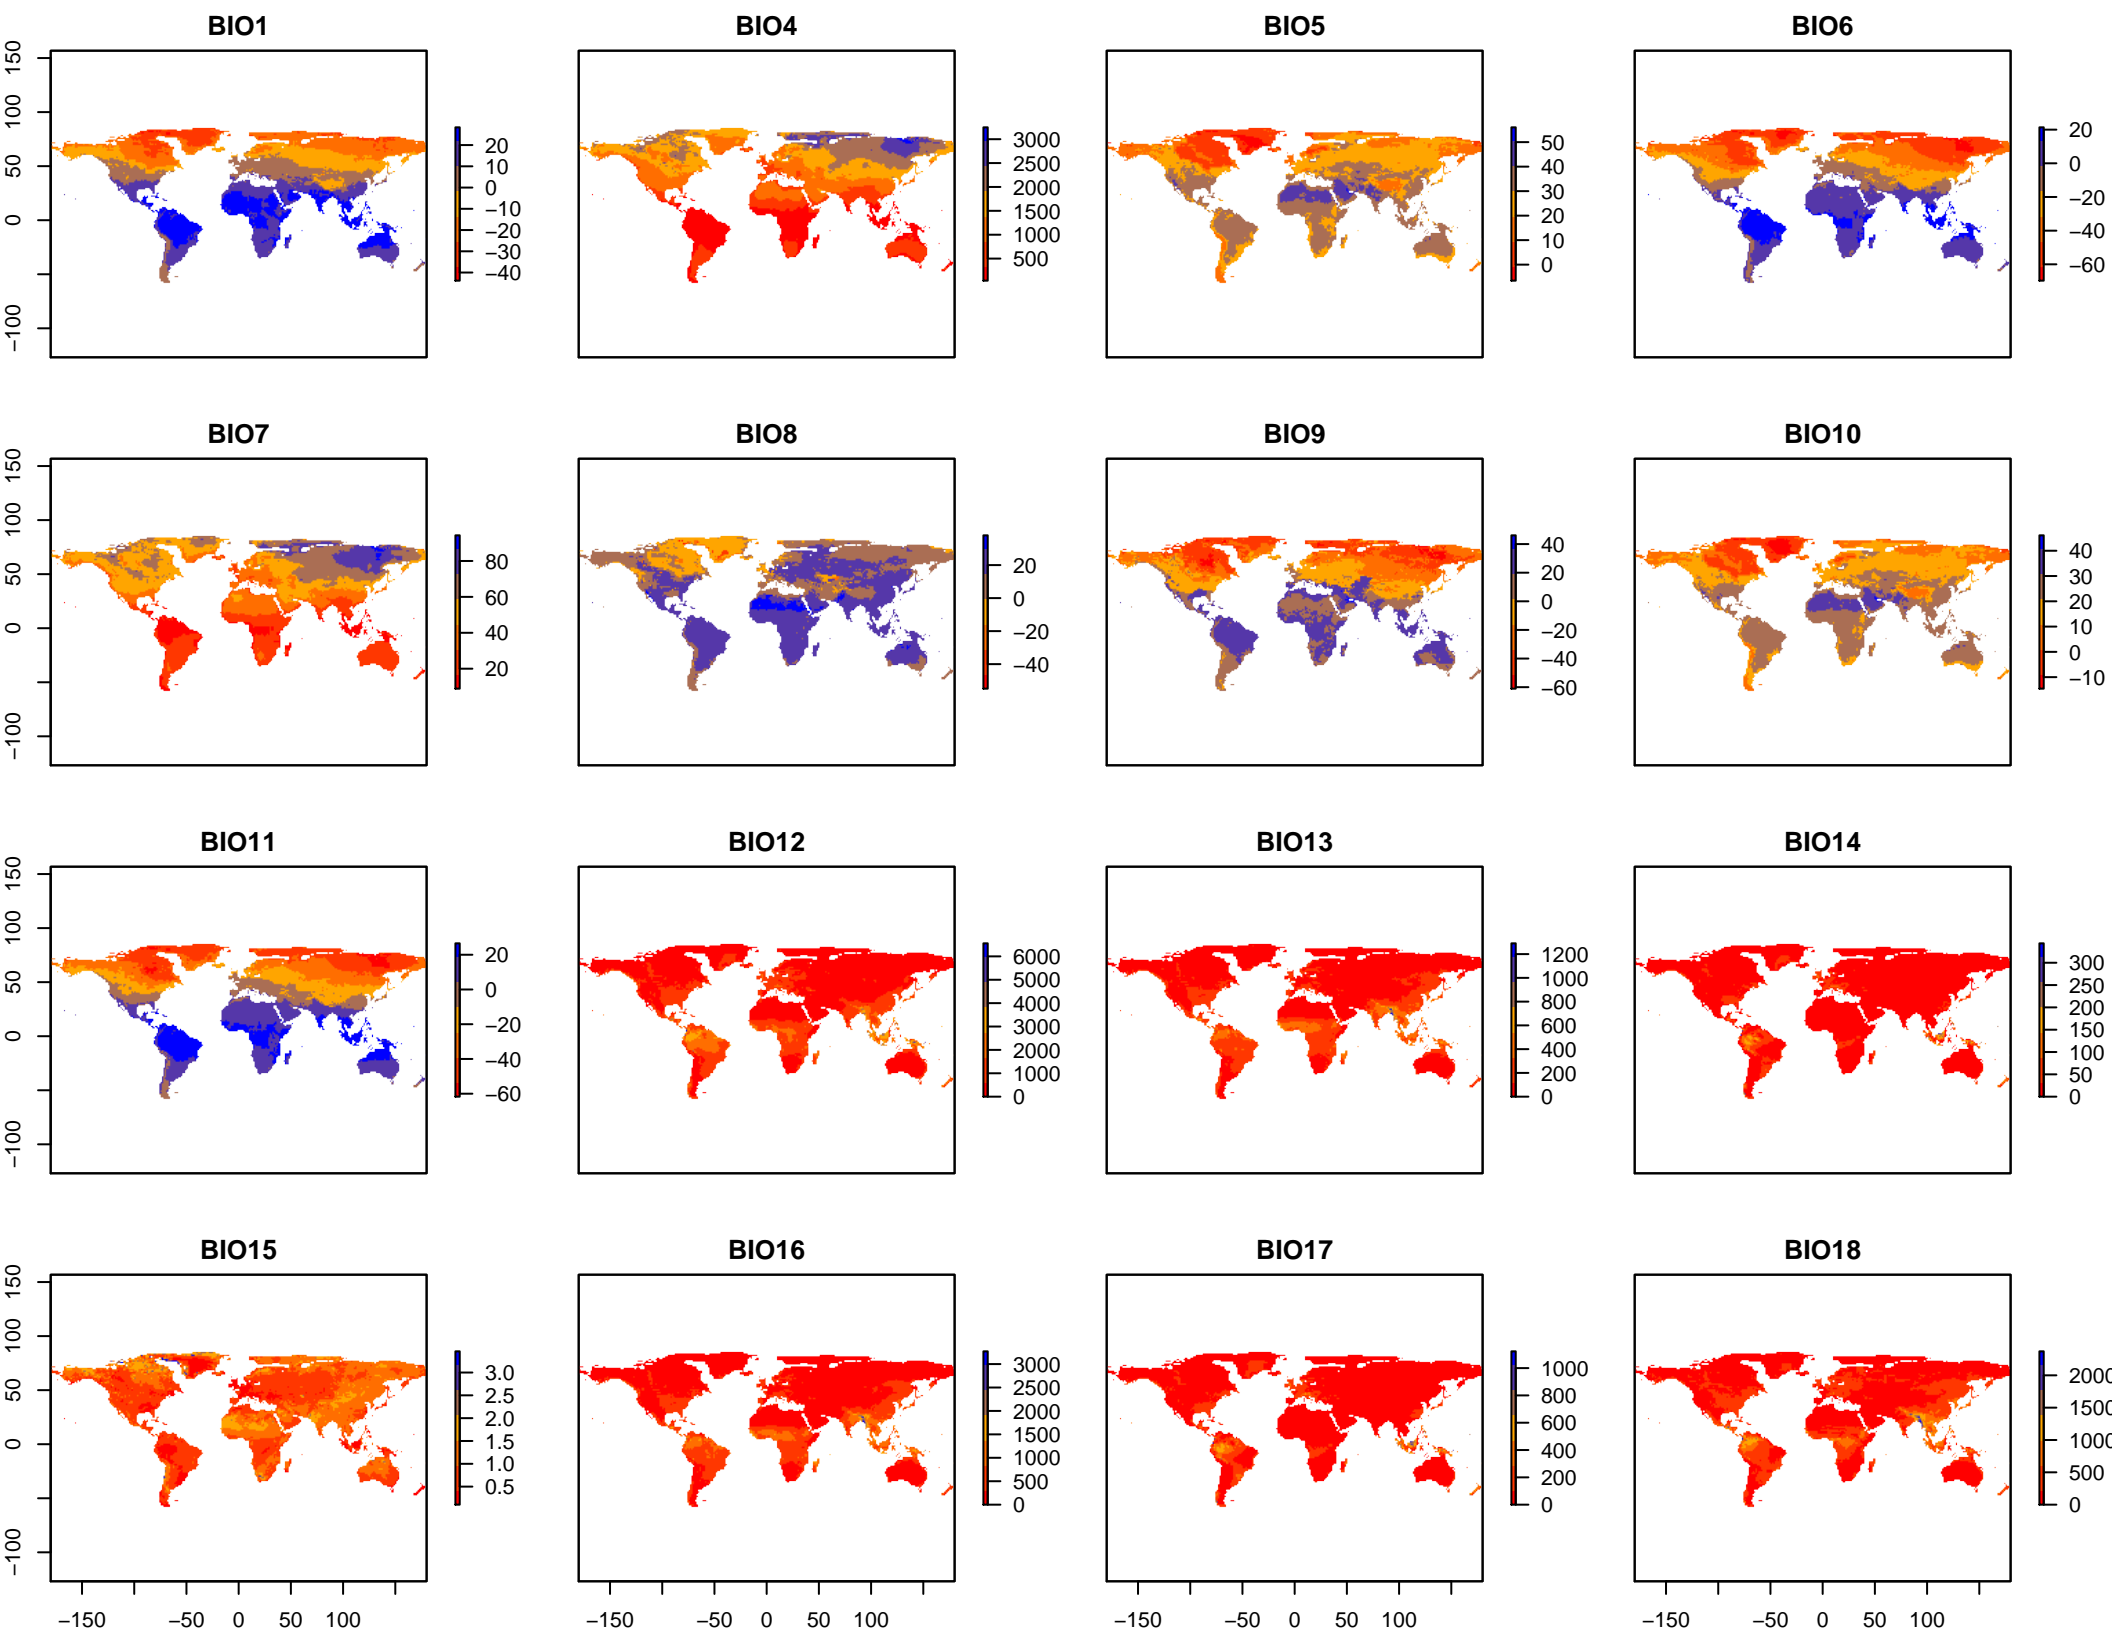 BIO1 BIO4 BIO5 BIO6
150 100 50 0 −100
20 10 0 −10 −20 −30 −40
3000 2500 2000 1500 1000 500
50 40 30 20 10 0
20 0 −20 −40 −60
BIO7 BIO8 BIO9 BIO10
150 100 50 0 −100
80 60 40 20
20 0 −20 −40
40 20 0 −20 −40 −60
40 30 20 10 0 −10
BIO11 BIO12 BIO13 BIO14
150 100 50 0 −100
20 0 −20 −40 −60
6000 5000 4000 3000 2000 1000 0
1200 1000 800 600 400 200 0
300 250 200 150 100 50 0
BIO15 BIO16 BIO17 BIO18
150 100 50 0 −100
3.0 2.5 2.0 1.5 1.0 0.5
3000 2500 2000 1500 1000 500 0
1000 800 600 400 200 0
2000 1500 1000 500 0
−150 −50 0 50 100 −150 −50 0 50 100 −150 −50 0 50 100 −150 −50 0 50 100